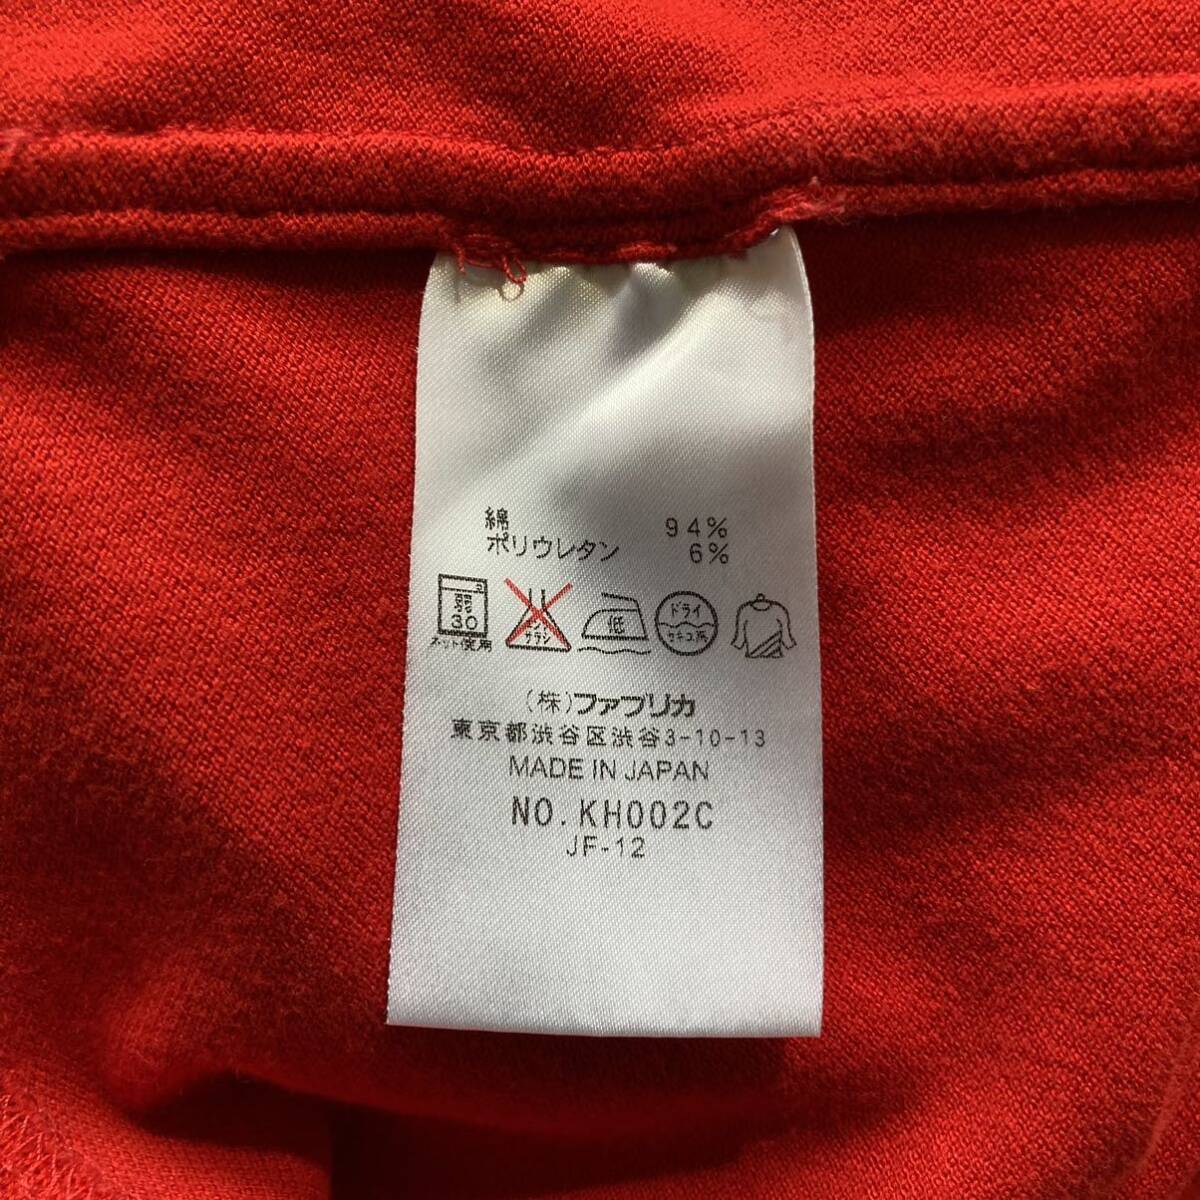 綿 94%
ポリウレタン 6%
弱
30
ネット使用
エンソ
サラシ
低
ドライ
セキユ系
(株)ファブリカ
東京都渋谷区渋谷3-10-13
MADE IN JAPAN
NO.KH002C
JF-12